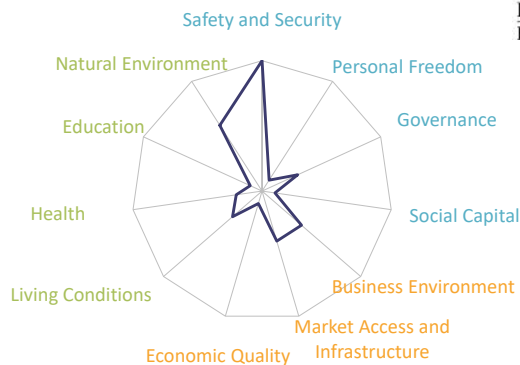 Safety and Security
Natural Environment
Personal Freedom
Education
Governance
Health
Social Capital
Living Conditions
Business Environment
Economic Quality
Market Access and
Infrastructure